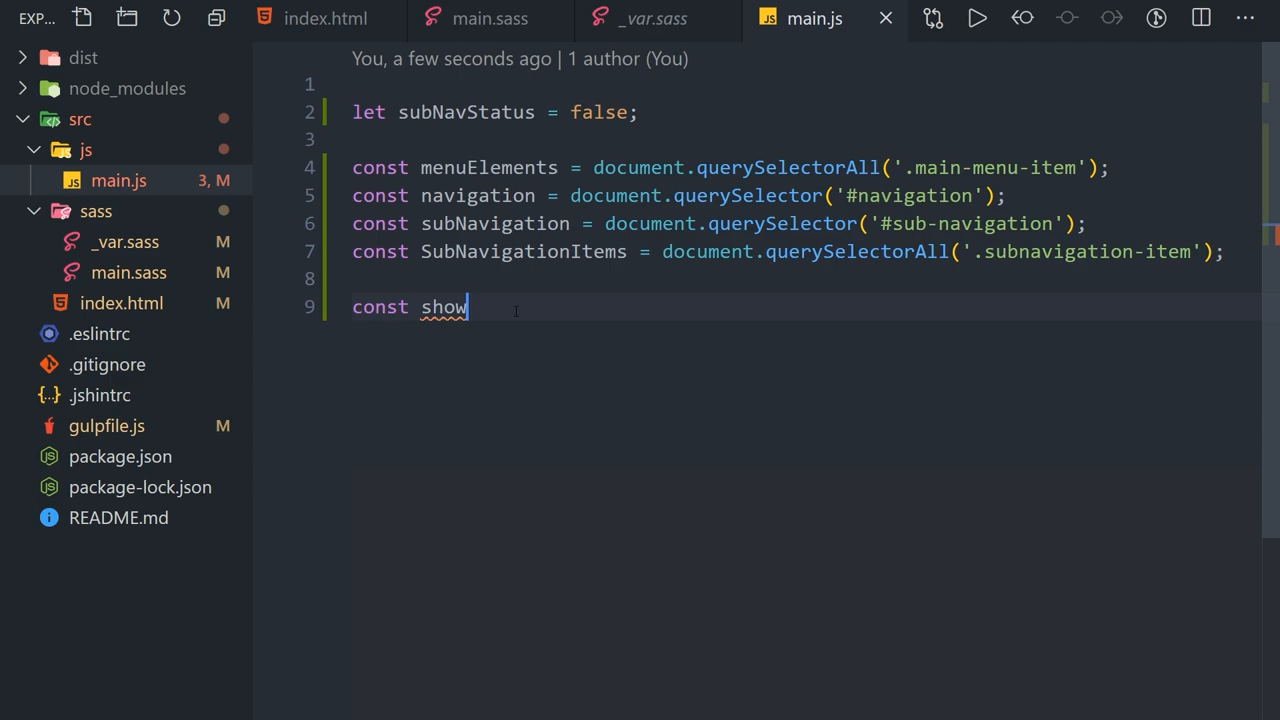 EXP...
index.html
main.sass
_var.sass
JS main.js
dist
node_modules
src
js
JS main.js 3, M
sass
_var.sass M
main.sass M
index.html M
.eslintrc
.gitignore
{..} .jshintrc
gulpfile.js M
package.json
package-lock.json
README.md
You, a few seconds ago | 1 author (You)
1
2 let subNavStatus = false;
3
4 const menuElements = document.querySelectorAll('.main-menu-item');
5 const navigation = document.querySelector('#navigation');
6 const subNavigation = document.querySelector('#sub-navigation');
7 const SubNavigationItems = document.querySelectorAll('.subnavigation-item');
8
9 const show